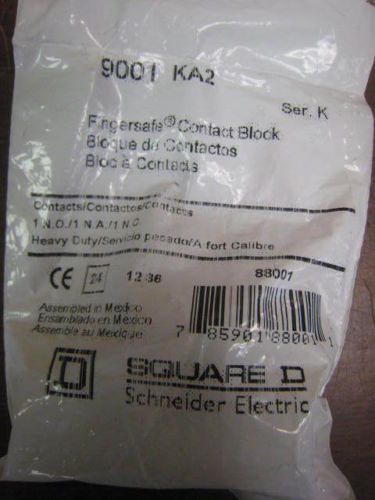 9001 KA2
Ser. K
Fingersafe® Contact Block
Bloque de Contactos
Bloc à Contacts
Contacts/Contactos/Contacts
1 N.O./1 N.A./1 N.O.
Heavy Duty/Servicio pesado/A fort Calibre
CE 24 12 36 88001
Assembled in Mexico
Ensamblado en Mexico
Assemble au Mexique
7 85901 88001 1
D SQUARE D
Schneider Electric